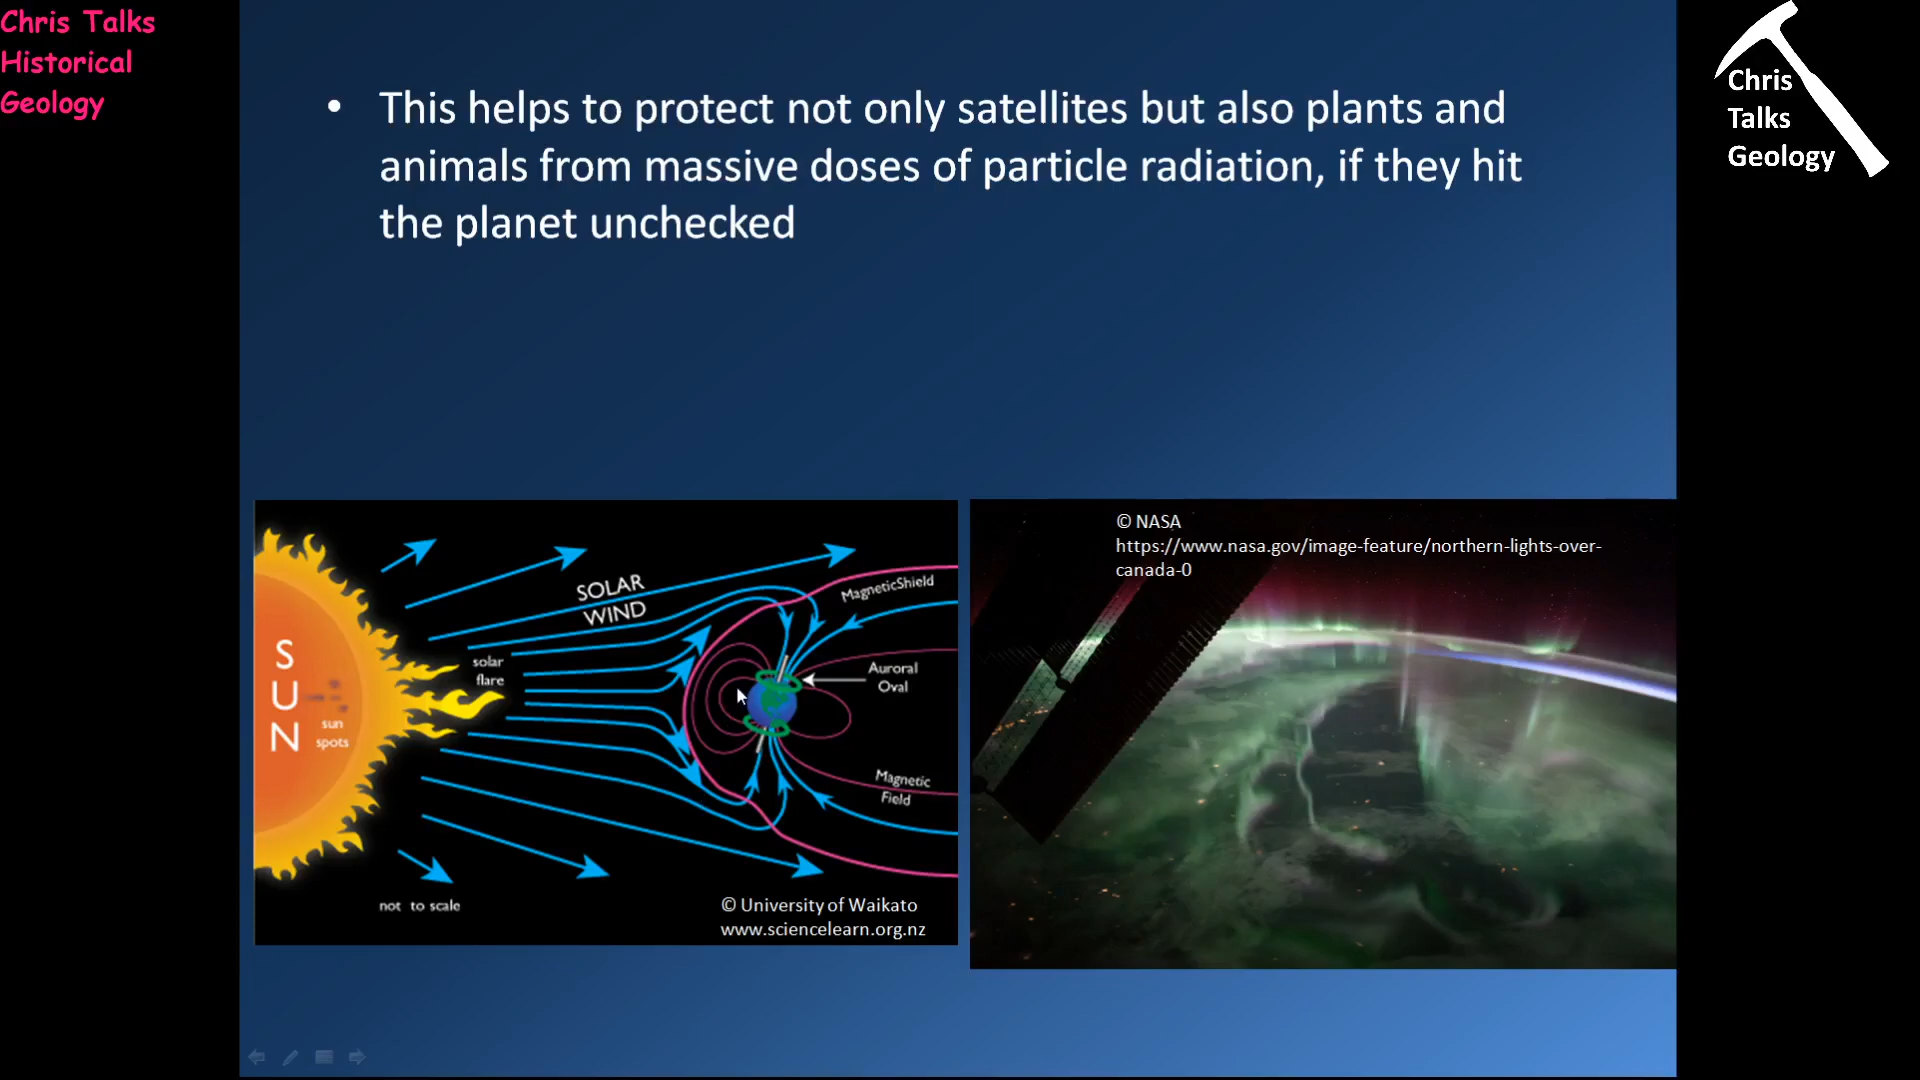 Chris Talks
Historical
Geology
Chris
Talks
Geology
• This helps to protect not only satellites but also plants and
animals from massive doses of particle radiation, if they hit
the planet unchecked
SUN
sun
spots
solar
flare
SOLAR
WIND
MagneticShield
Auroral
Oval
Magnetic
Field
not to scale
© University of Waikato
www.sciencelearn.org.nz
© NASA
https://www.nasa.gov/image-feature/northern-lights-over-
canada-0